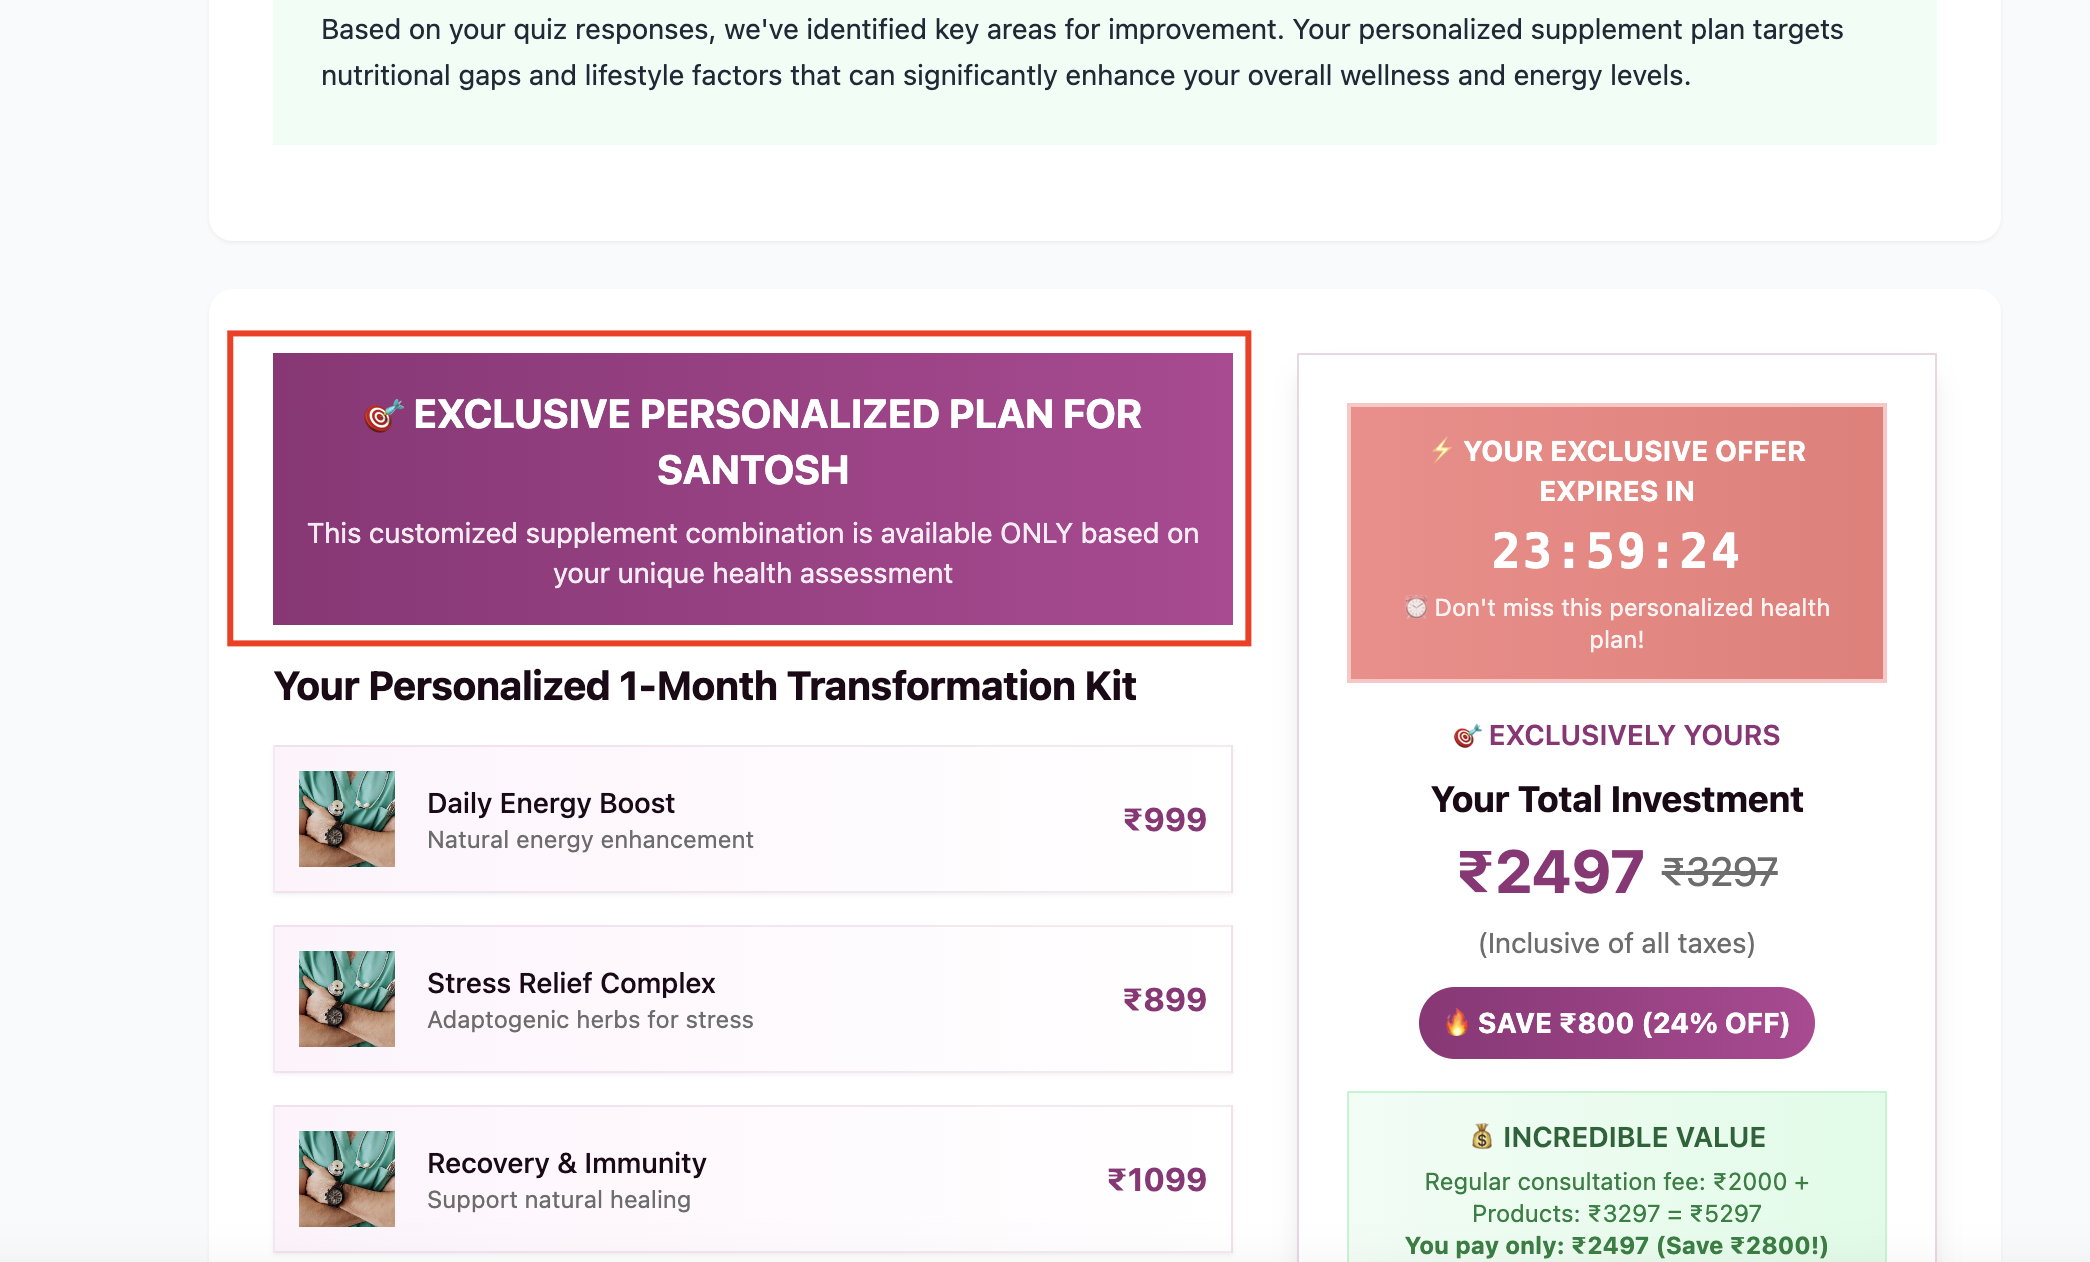 Based on your quiz responses, we've identified key areas for improvement. Your personalized supplement plan targets
nutritional gaps and lifestyle factors that can significantly enhance your overall wellness and energy levels.
🎯 EXCLUSIVE PERSONALIZED PLAN FOR
SANTOSH
This customized supplement combination is available ONLY based on
your unique health assessment
Your Personalized 1-Month Transformation Kit
Daily Energy Boost
Natural energy enhancement
₹999
Stress Relief Complex
Adaptogenic herbs for stress
₹899
Recovery & Immunity
Support natural healing
₹1099
⚡ YOUR EXCLUSIVE OFFER
EXPIRES IN
23:59:24
⏰ Don't miss this personalized health
plan!
🎯 EXCLUSIVELY YOURS
Your Total Investment
₹2497 ₹3297
(Inclusive of all taxes)
🔥 SAVE ₹800 (24% OFF)
💰 INCREDIBLE VALUE
Regular consultation fee: ₹2000 +
Products: ₹3297 = ₹5297
You pay only: ₹2497 (Save ₹2800!)